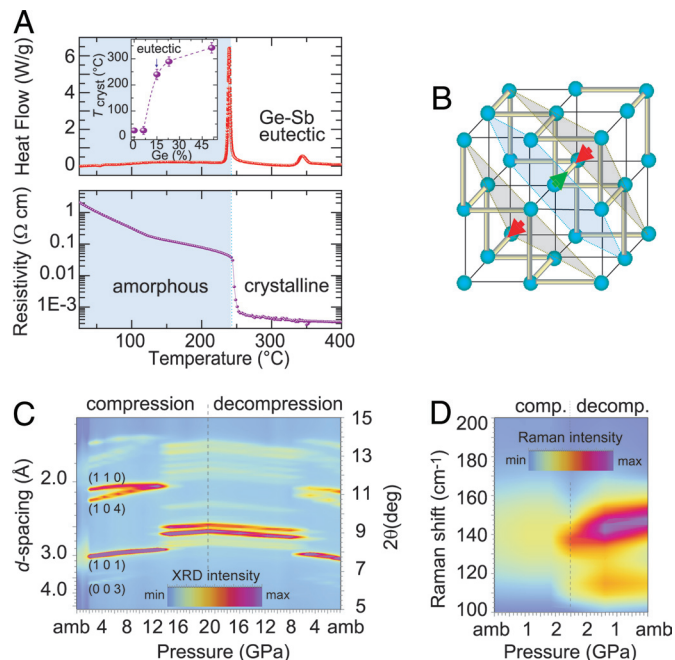 A
Heat Flow (W/g)
6
5
4
2
0
T cryst (°C)
300
200
100
0
eutectic
0 15 30 45
Ge (%)
Ge-Sb
eutectic
Resistivity (Ω cm)
1
0.1
0.01
1E-3
amorphous
crystalline
100 200 300 400
Temperature (°C)
B
C
compression decompression
d-spacing (Å)
2.0
3.0
4.0
(1 1 0)
(1 0 4)
(1 0 1)
(0 0 3)
XRD intensity
min max
15
13
11
9
7
5
2θ(deg)
amb 4 8 12 16 20 16 12 8 4 amb
Pressure (GPa)
D
comp. decomp.
Raman intensity
min max
Raman shift (cm-1)
200
180
160
140
120
100
amb 1 2 2 1 amb
Pressure (GPa)